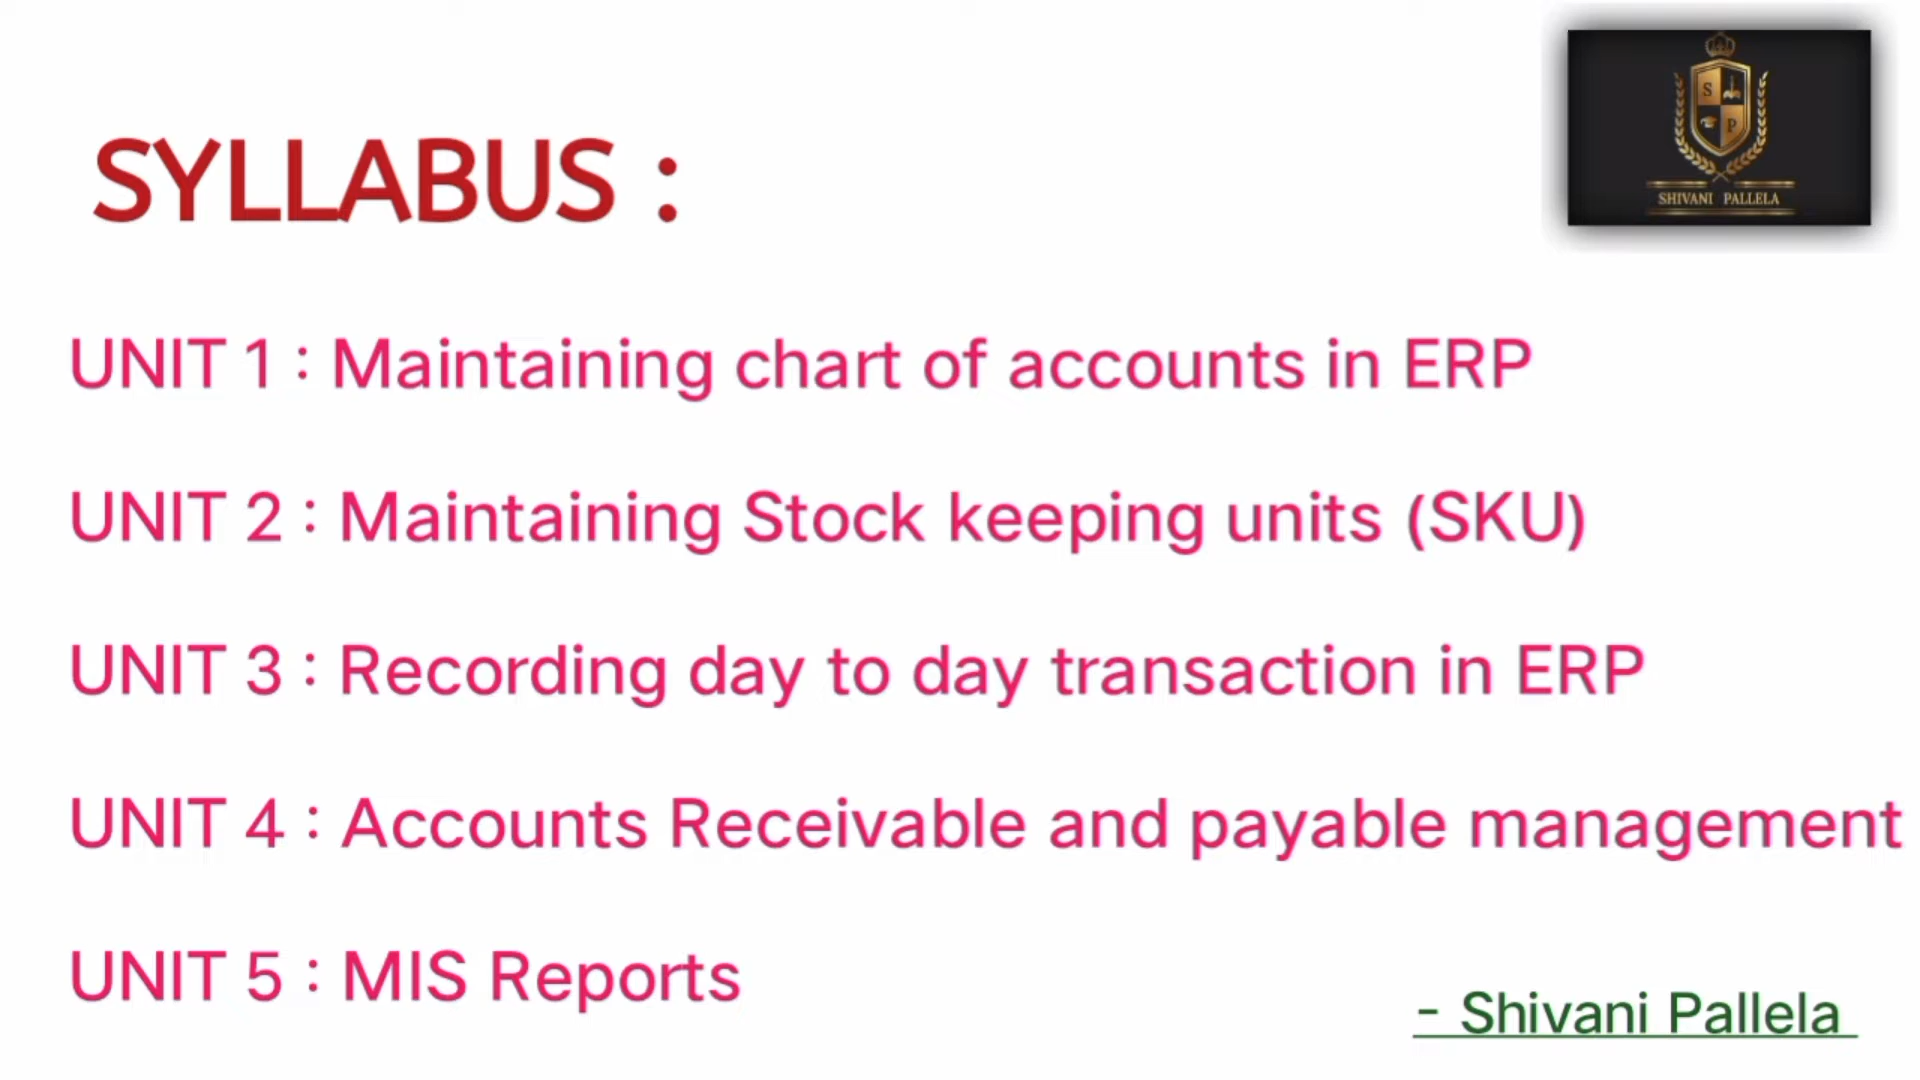 S
P
SHIVANI PALLELA
SYLLABUS :
UNIT 1 : Maintaining chart of accounts in ERP
UNIT 2 : Maintaining Stock keeping units (SKU)
UNIT 3 : Recording day to day transaction in ERP
UNIT 4 : Accounts Receivable and payable management
UNIT 5 : MIS Reports
- Shivani Pallela